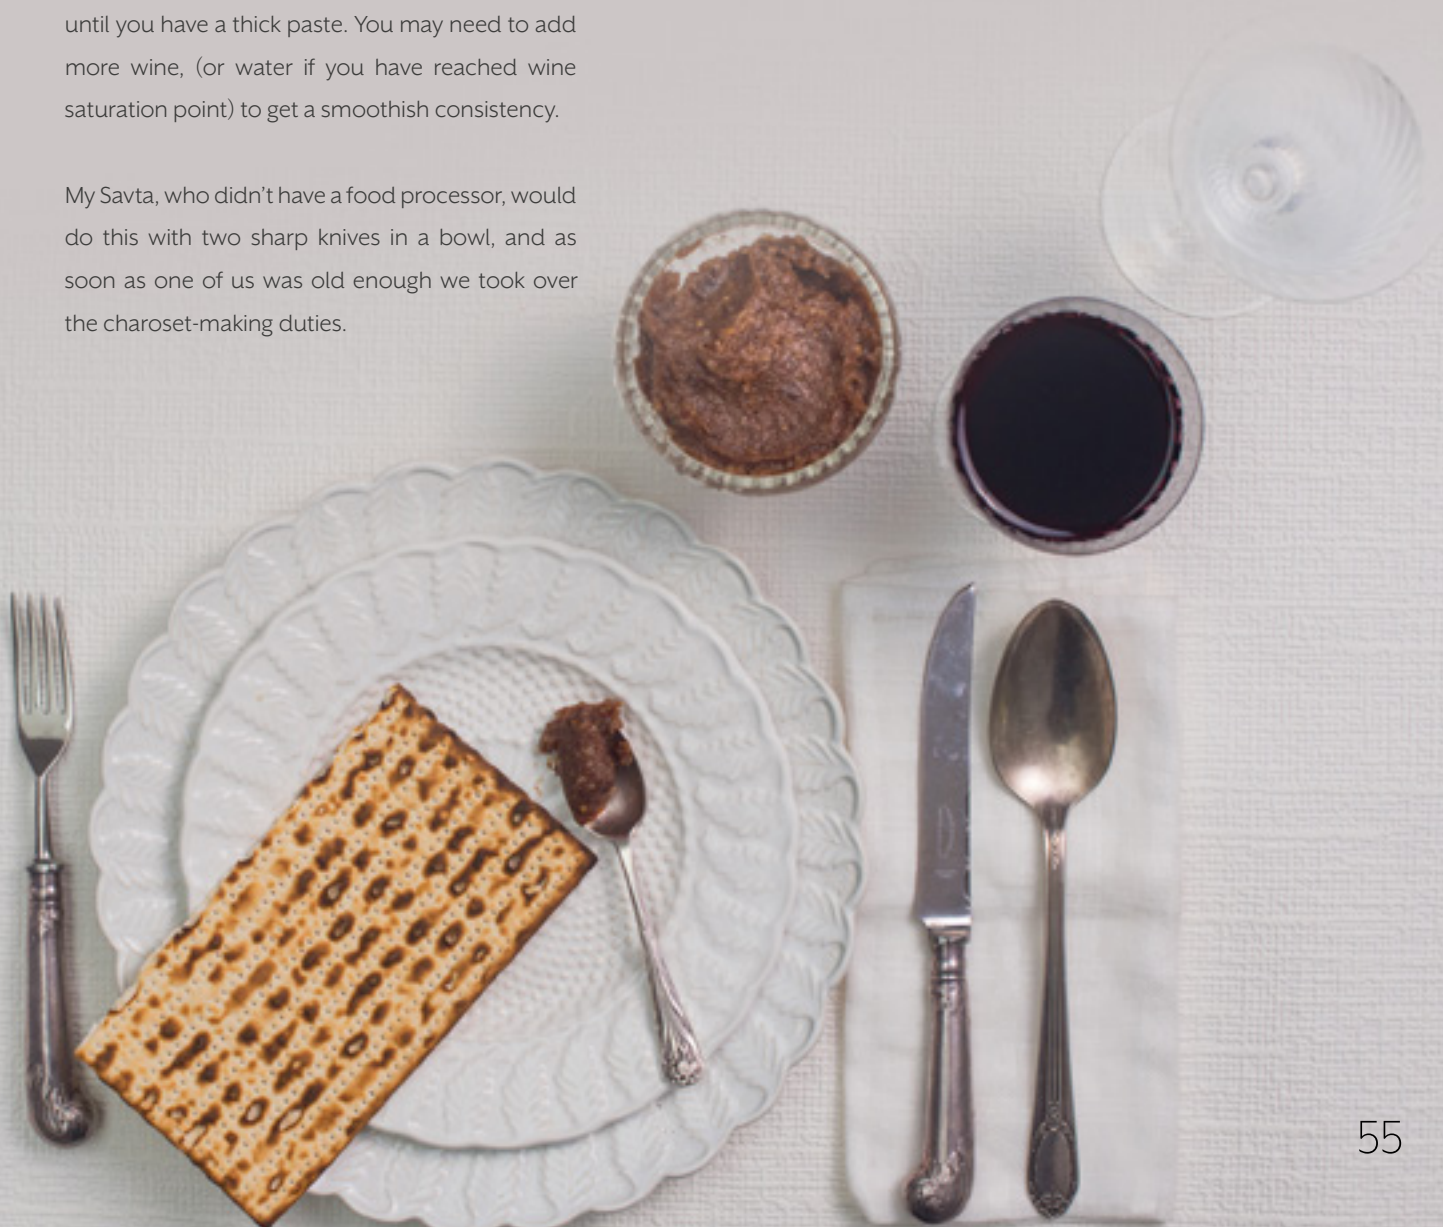 until you have a thick paste. You may need to add
more wine, (or water if you have reached wine
saturation point) to get a smoothish consistency.
My Savta, who didn’t have a food processor, would
do this with two sharp knives in a bowl, and as
soon as one of us was old enough we took over
the charoset-making duties.
55